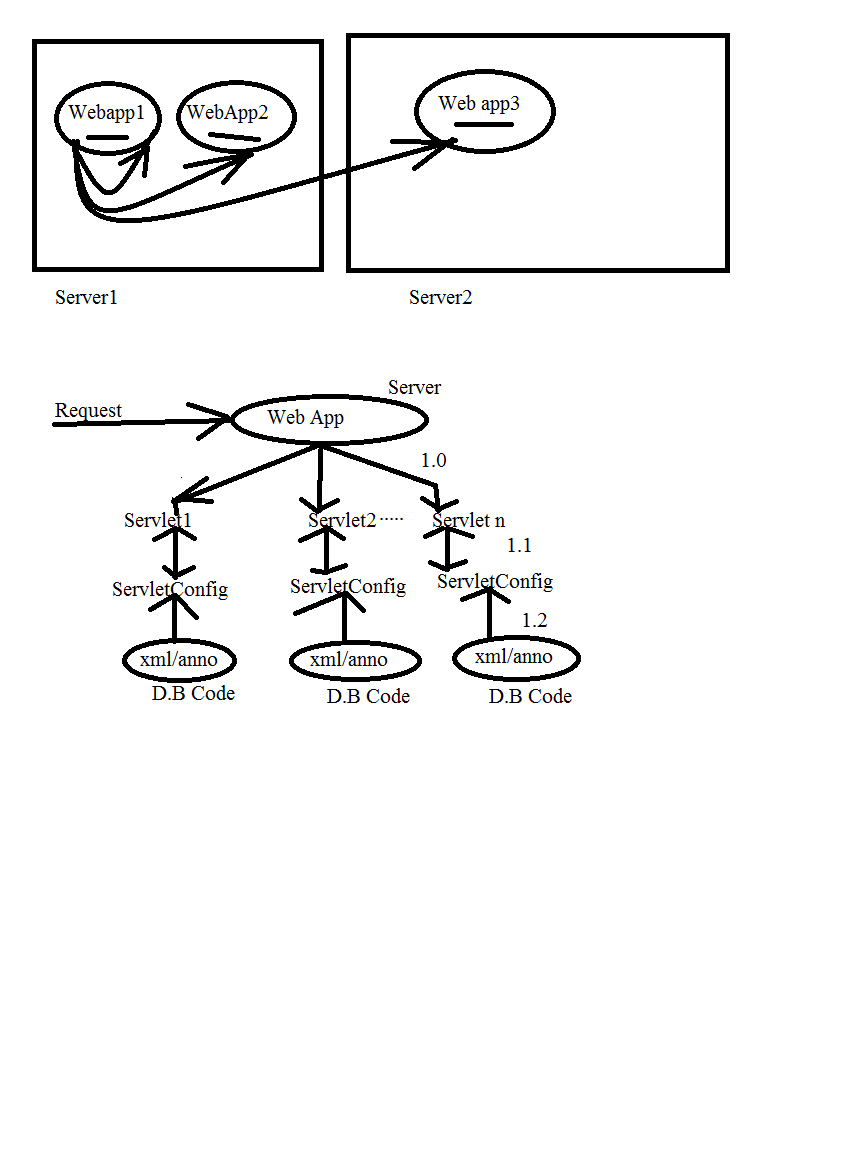 Webapp1 WebApp2 Web app3
Server1 Server2
Server
Request Web App
1.0
Servlet1 Servlet2 ..... Servlet n
1.1
ServletConfig ServletConfig ServletConfig
1.2
xml/anno xml/anno xml/anno
D.B Code D.B Code D.B Code